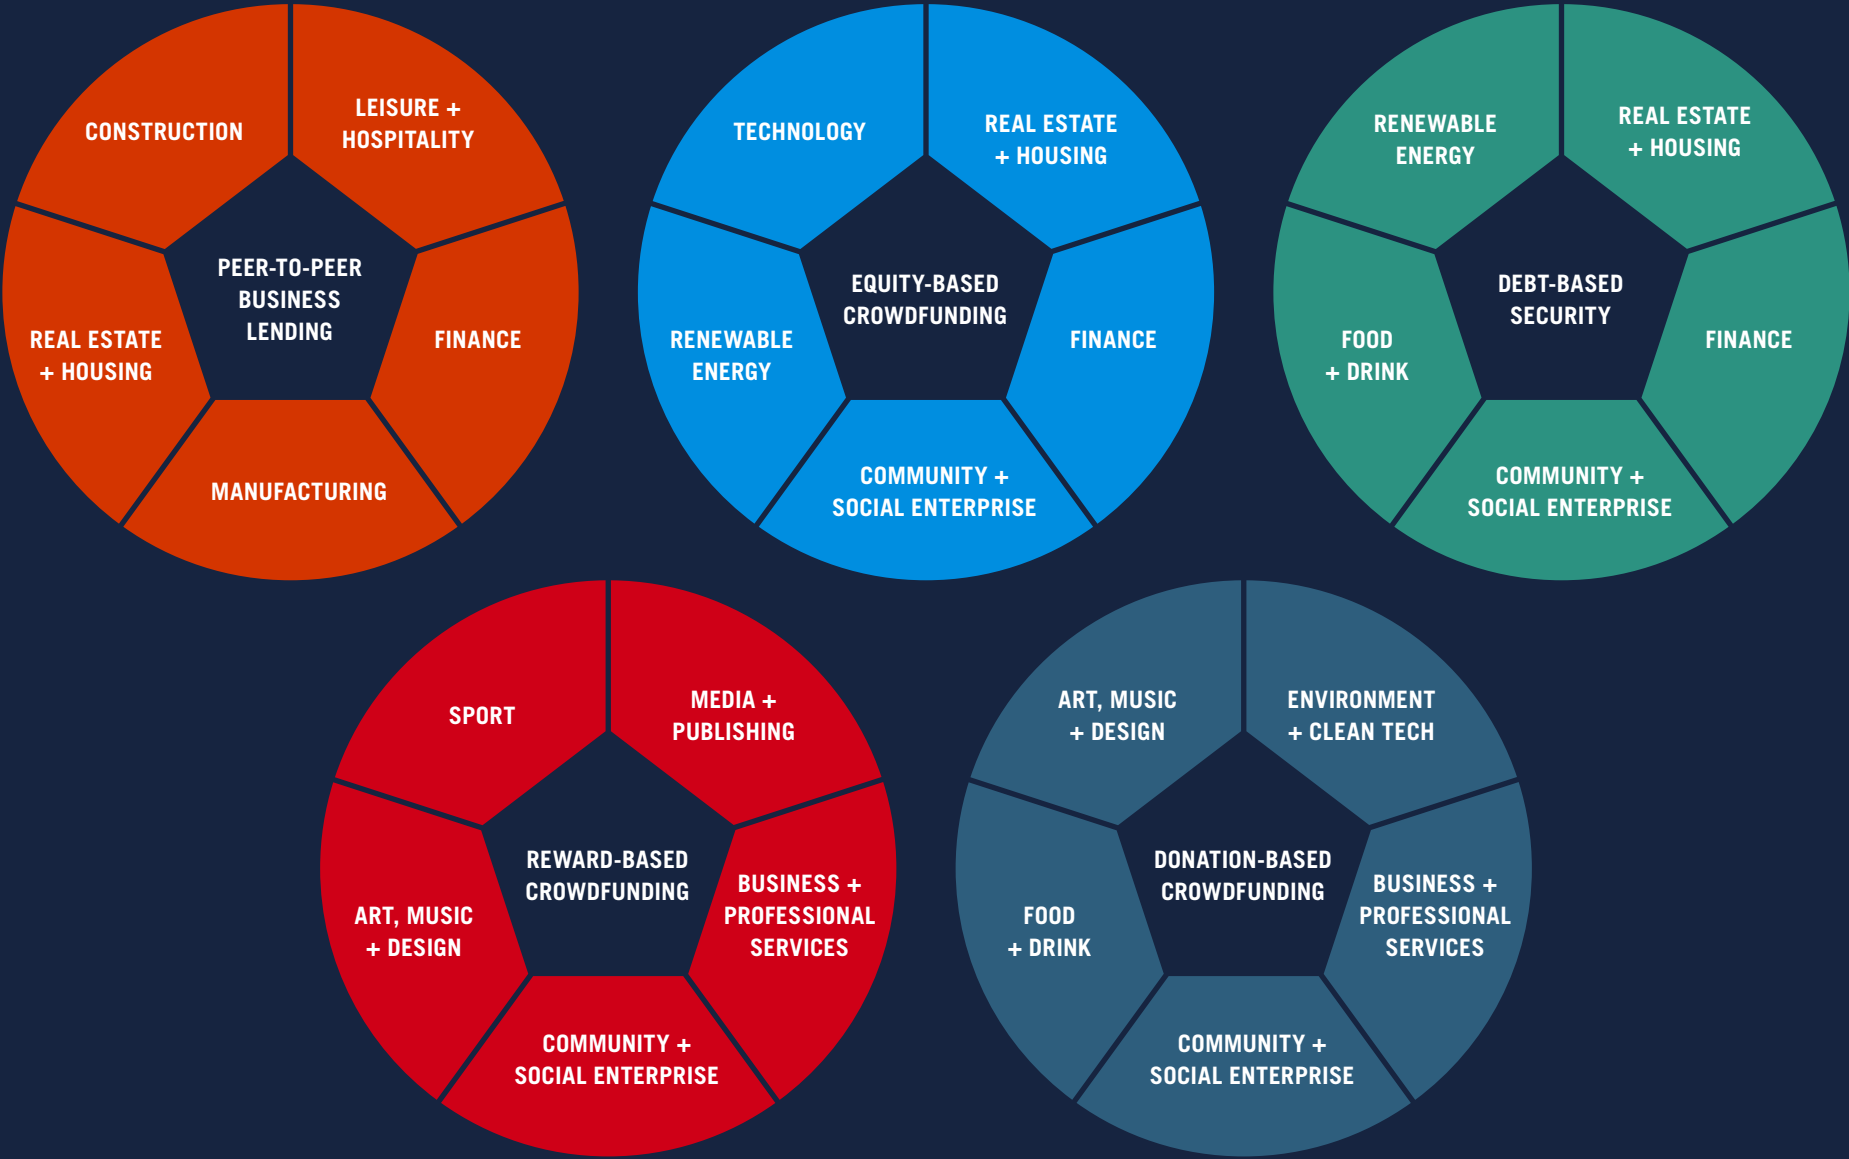 CONSTRUCTION
LEISURE +
HOSPITALITY
PEER-TO-PEER
BUSINESS
LENDING
REAL ESTATE
+ HOUSING
FINANCE
MANUFACTURING
TECHNOLOGY
REAL ESTATE
+ HOUSING
EQUITY-BASED
CROWDFUNDING
RENEWABLE
ENERGY
FINANCE
COMMUNITY +
SOCIAL ENTERPRISE
RENEWABLE
ENERGY
REAL ESTATE
+ HOUSING
DEBT-BASED
SECURITY
FOOD
+ DRINK
FINANCE
COMMUNITY +
SOCIAL ENTERPRISE
SPORT
MEDIA +
PUBLISHING
REWARD-BASED
CROWDFUNDING
ART, MUSIC
+ DESIGN
BUSINESS +
PROFESSIONAL
SERVICES
COMMUNITY +
SOCIAL ENTERPRISE
ART, MUSIC
+ DESIGN
ENVIRONMENT
+ CLEAN TECH
DONATION-BASED
CROWDFUNDING
FOOD
+ DRINK
BUSINESS +
PROFESSIONAL
SERVICES
COMMUNITY +
SOCIAL ENTERPRISE